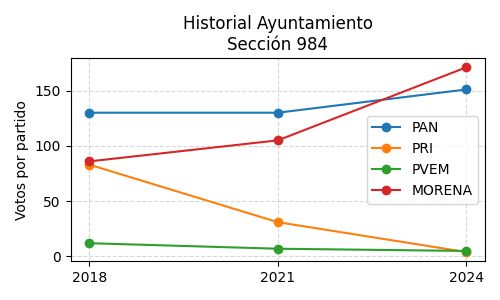 Historial Ayuntamiento
Sección 984
Votos por partido
150
100
50
0
2018
2021
2024
PAN
PRI
PVEM
MORENA